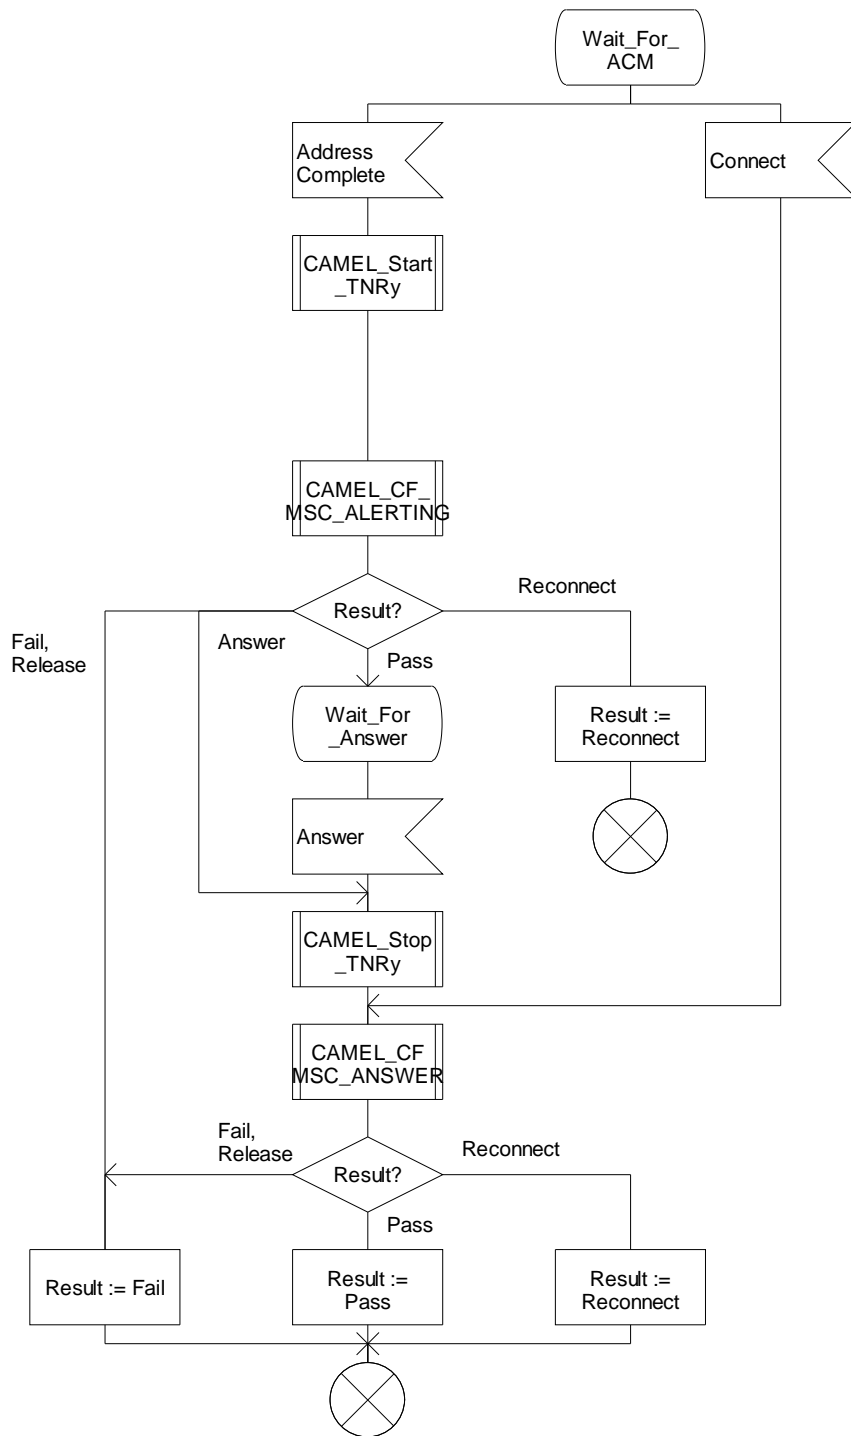 Wait_For_
ACM
Address
Complete
Connect
CAMEL_Start
_TNRy
CAMEL_CF_
MSC_ALERTING
Reconnect
Result?
Fail,
Release
Answer
Pass
Wait_For
_Answer
Result :=
Reconnect
Answer
CAMEL_Stop
_TNRy
CAMEL_CF
MSC_ANSWER
Fail,
Release
Reconnect
Result?
Pass
Result := Fail
Result :=
Pass
Result :=
Reconnect